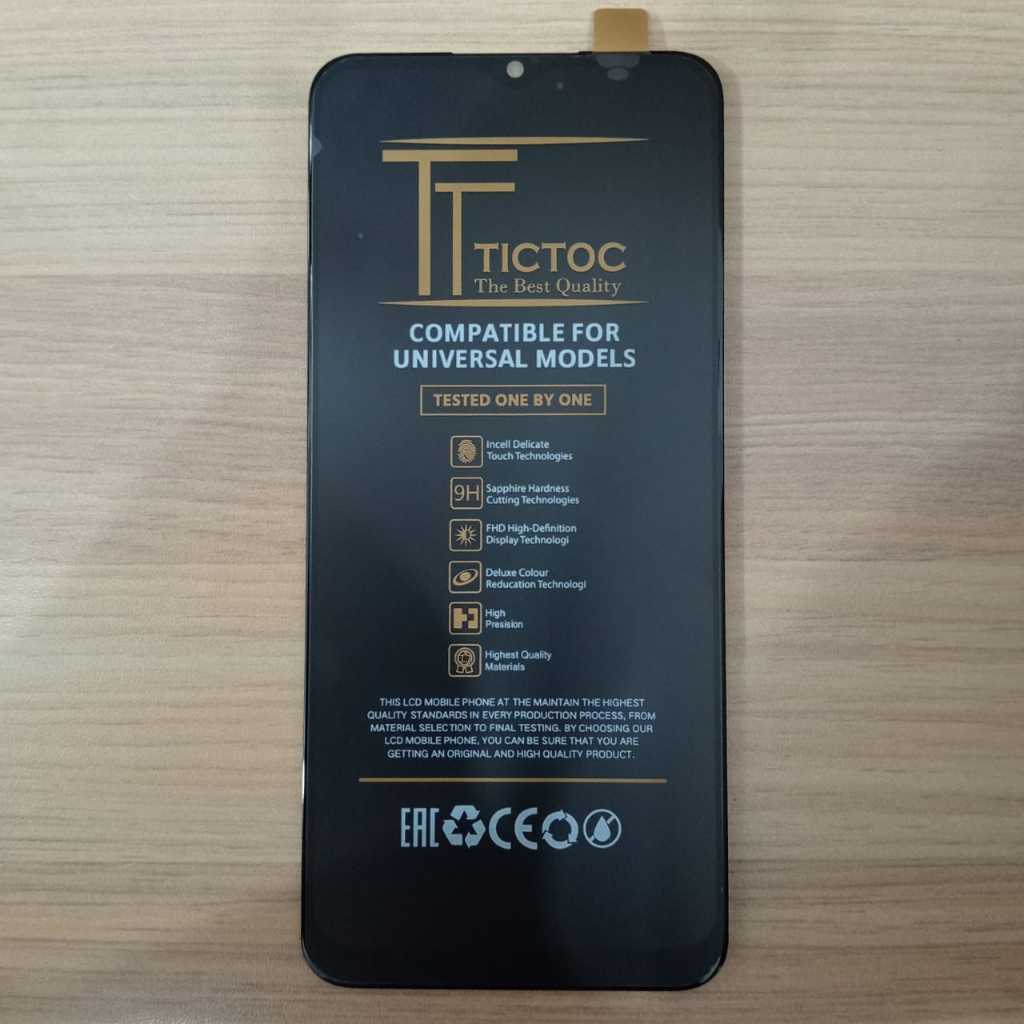 TT
TICTOC
The Best Quality
COMPATIBLE FOR
UNIVERSAL MODELS
TESTED ONE BY ONE
Incell Delicate
Touch Technologies
9H
Sapphire Hardness
Cutting Technologies
FHD High-Definition
Display Technologi
Deluxe Colour
Reducation Technologi
High
Presision
Highest Quality
Materials
THIS LCD MOBILE PHONE AT THE MAINTAIN THE HIGHEST
QUALITY STANDARDS IN EVERY PRODUCTION PROCESS, FROM
MATERIAL SELECTION TO FINAL TESTING. BY CHOOSING OUR
LCD MOBILE PHONE, YOU CAN BE SURE THAT YOU ARE
GETTING AN ORIGINAL AND HIGH QUALITY PRODUCT.
EAC CE